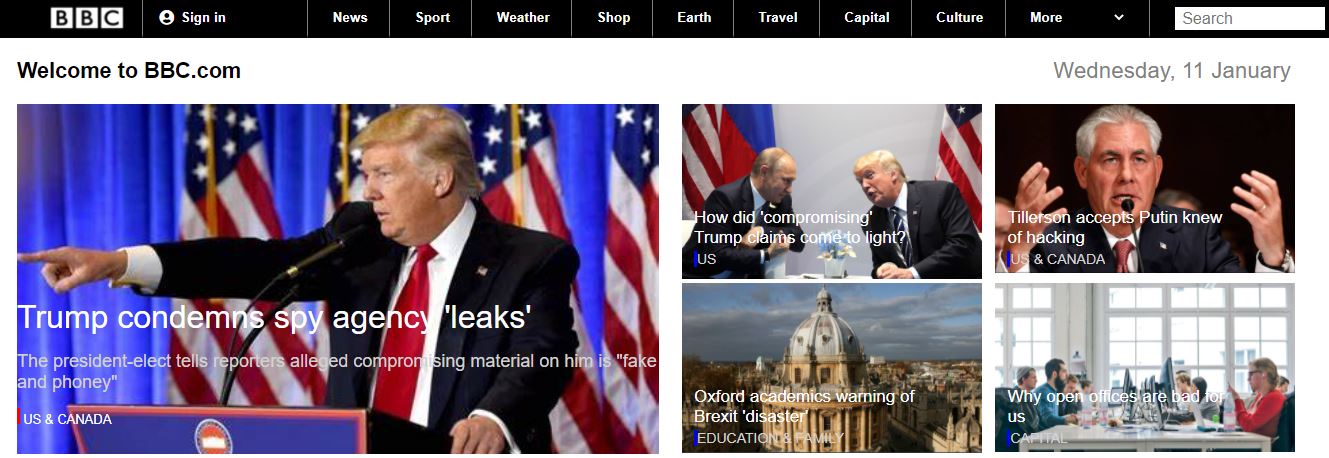 BBC
Sign in
News
Sport
Weather
Shop
Earth
Travel
Capital
Culture
More
Search
Welcome to BBC.com
Wednesday, 11 January
Trump condemns spy agency 'leaks'
The president-elect tells reporters alleged compromising material on him is "fake
and phoney"
US & CANADA
How did 'compromising'
Trump claims come to light?
US
Tillerson accepts Putin knew
of hacking
US & CANADA
Oxford academics warning of
Brexit 'disaster'
EDUCATION & FAMILY
Why open offices are bad for
us
CAPITAL